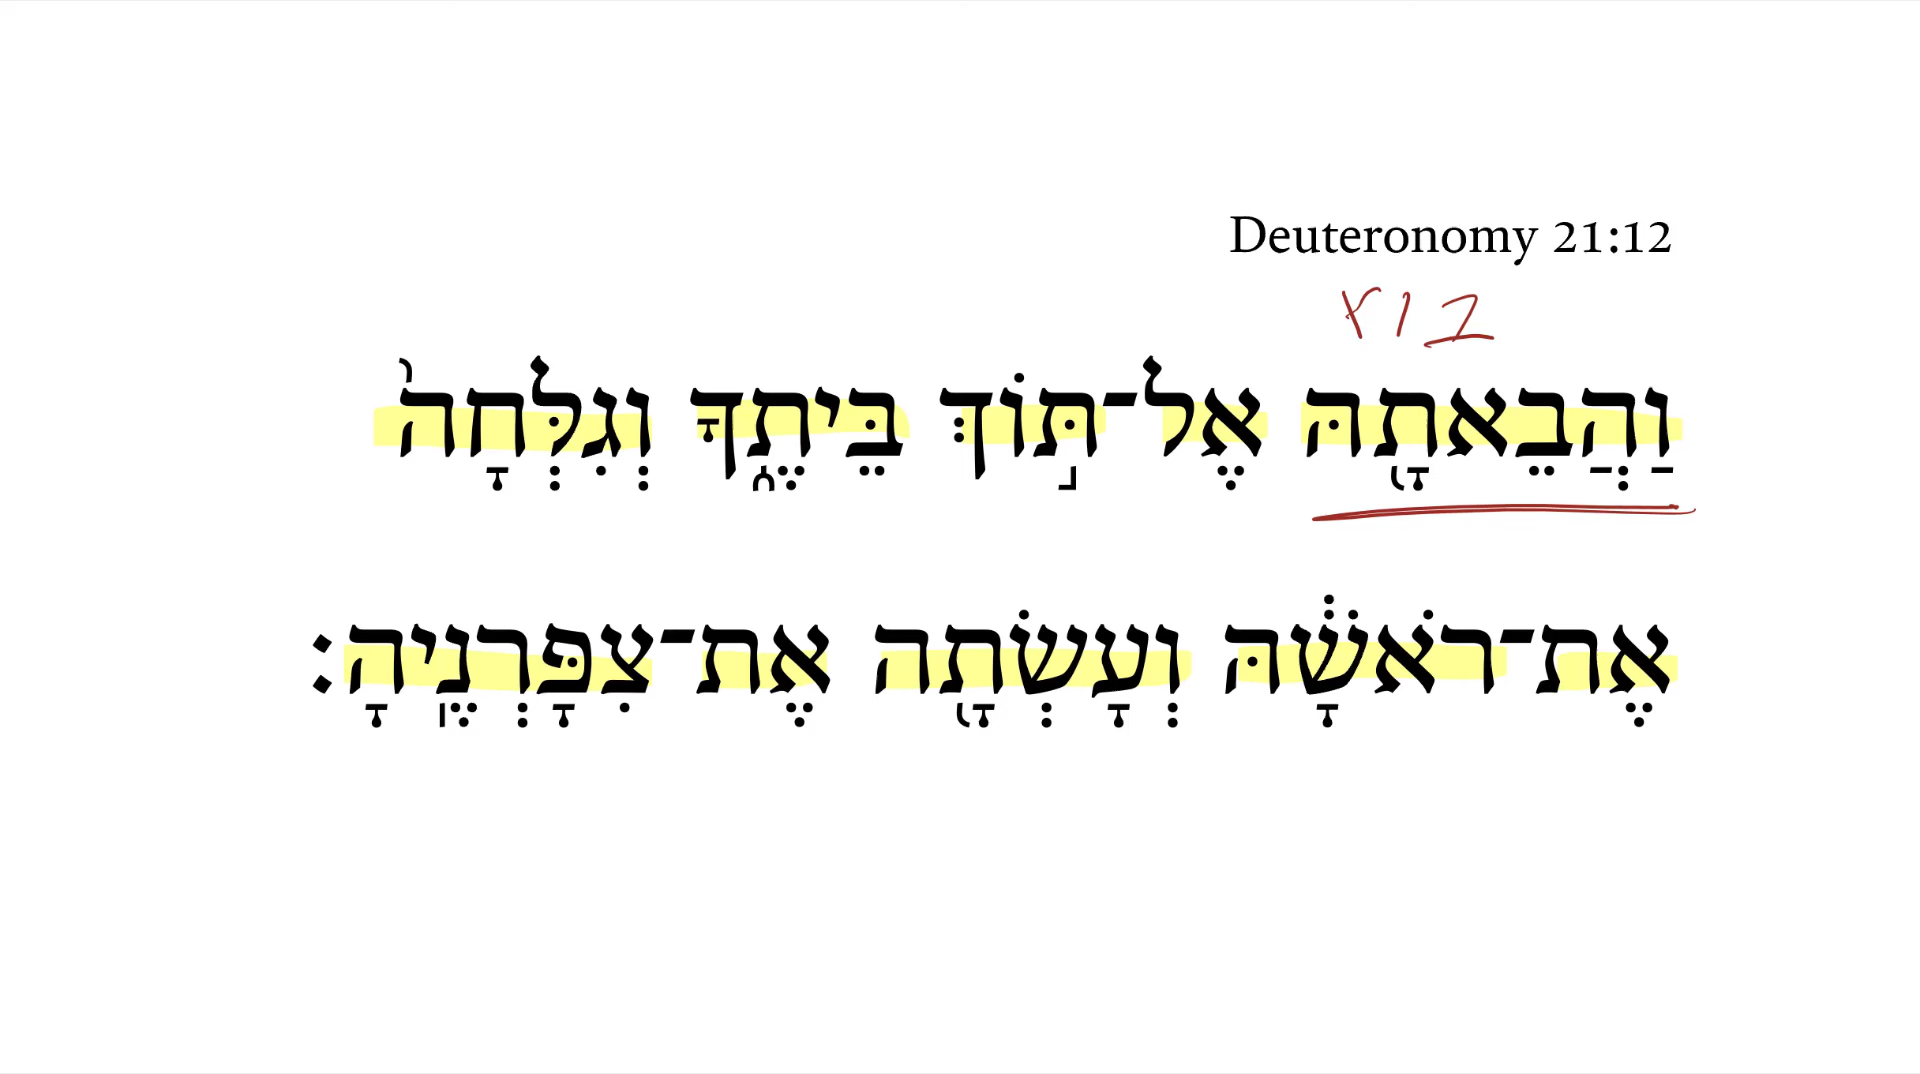 Deuteronomy 21:12
בוא
וַהֲבֵאתָ֖הּ אֶל־תּ֣וֹךְ בֵּיתֶ֑ךָ וְגִלְּחָה֙
אֶת־רֹאשָׁ֔הּ וְעָשְׂתָ֖ה אֶת־צִפָּרְנֶֽיהָ׃